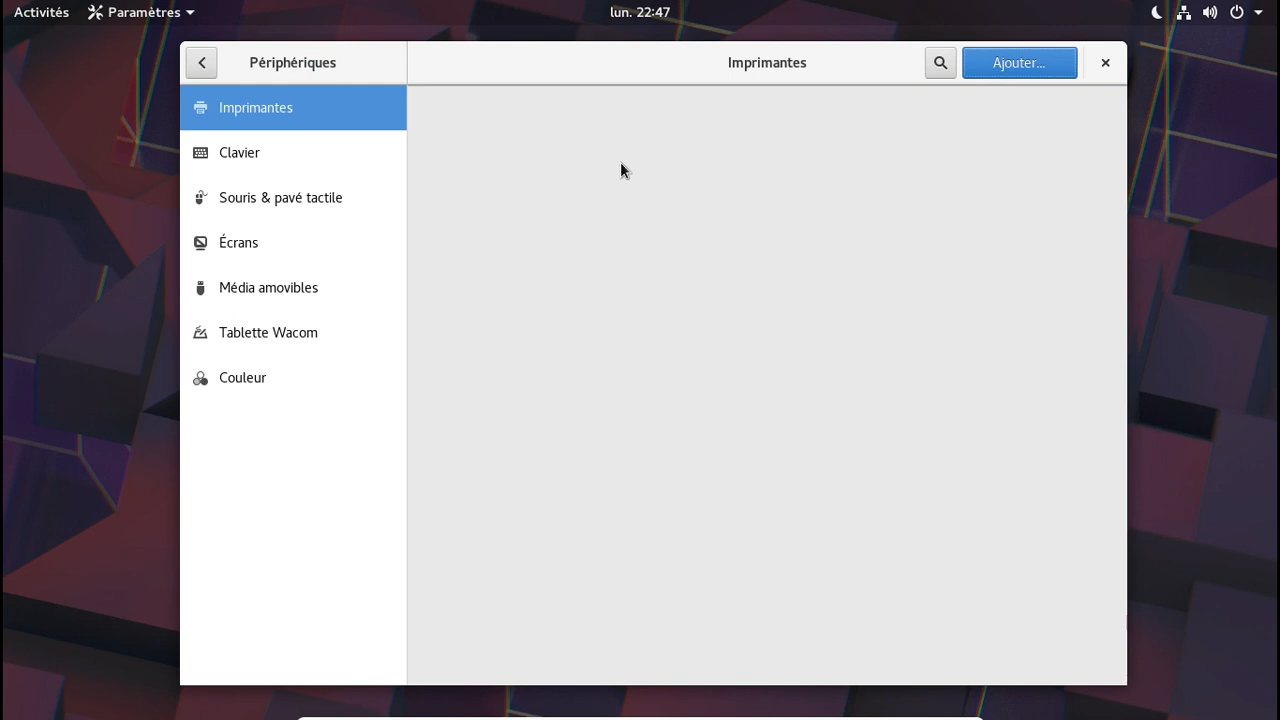 Activités Paramètres lun. 22:47
Périphériques Imprimantes Ajouter...
Imprimantes
Clavier
Souris & pavé tactile
Écrans
Média amovibles
Tablette Wacom
Couleur